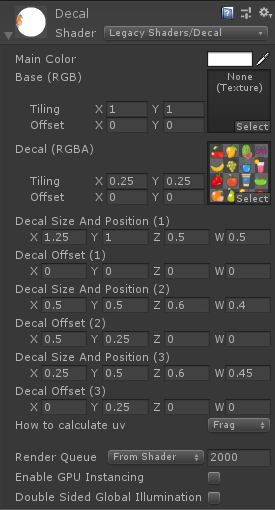 Decal
Shader Legacy Shaders/Decal
Main Color
Base (RGB)
None
(Texture)
Tiling X 1 Y 1
Offset X 0 Y 0
Select
Decal (RGBA)
Tiling X 0.25 Y 0.25
Offset X 0 Y 0
Select
Decal Size And Position (1)
X 1.25 Y 1 Z 0.5 W 0.5
Decal Offset (1)
X 0 Y 0 Z 0 W 0
Decal Size And Position (2)
X 0.5 Y 0.5 Z 0.6 W 0.4
Decal Offset (2)
X 0.5 Y 0.25 Z 0 W 0
Decal Size And Position (3)
X 0.25 Y 0.5 Z 0.6 W 0.45
Decal Offset (3)
X 0 Y 0.25 Z 0 W 0
How to calculate uv Frag
Render Queue From Shader 2000
Enable GPU Instancing
Double Sided Global Illumination